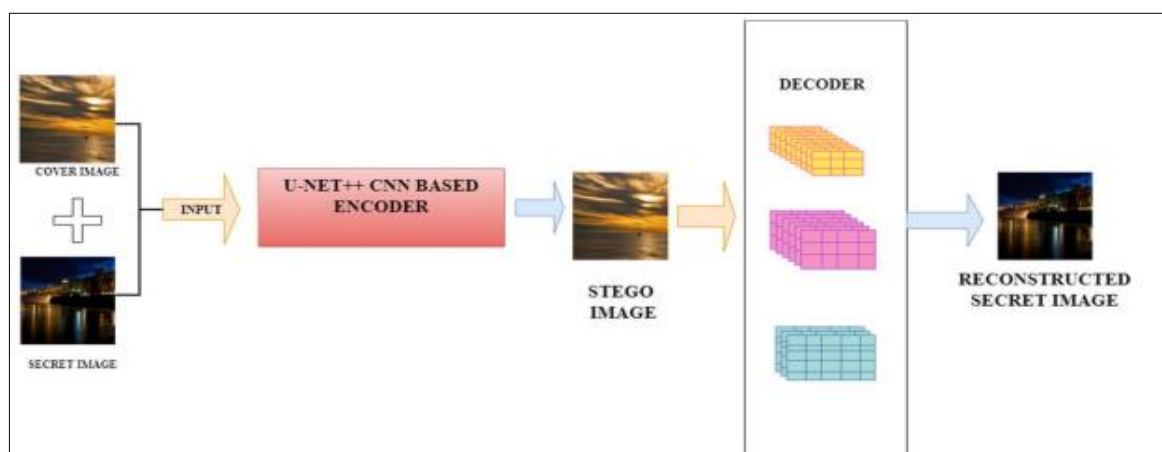 COVER IMAGE
SECRET IMAGE
INPUT
U-NET++ CNN BASED
ENCODER
STEGO
IMAGE
DECODER
RECONSTRUCTED
SECRET IMAGE